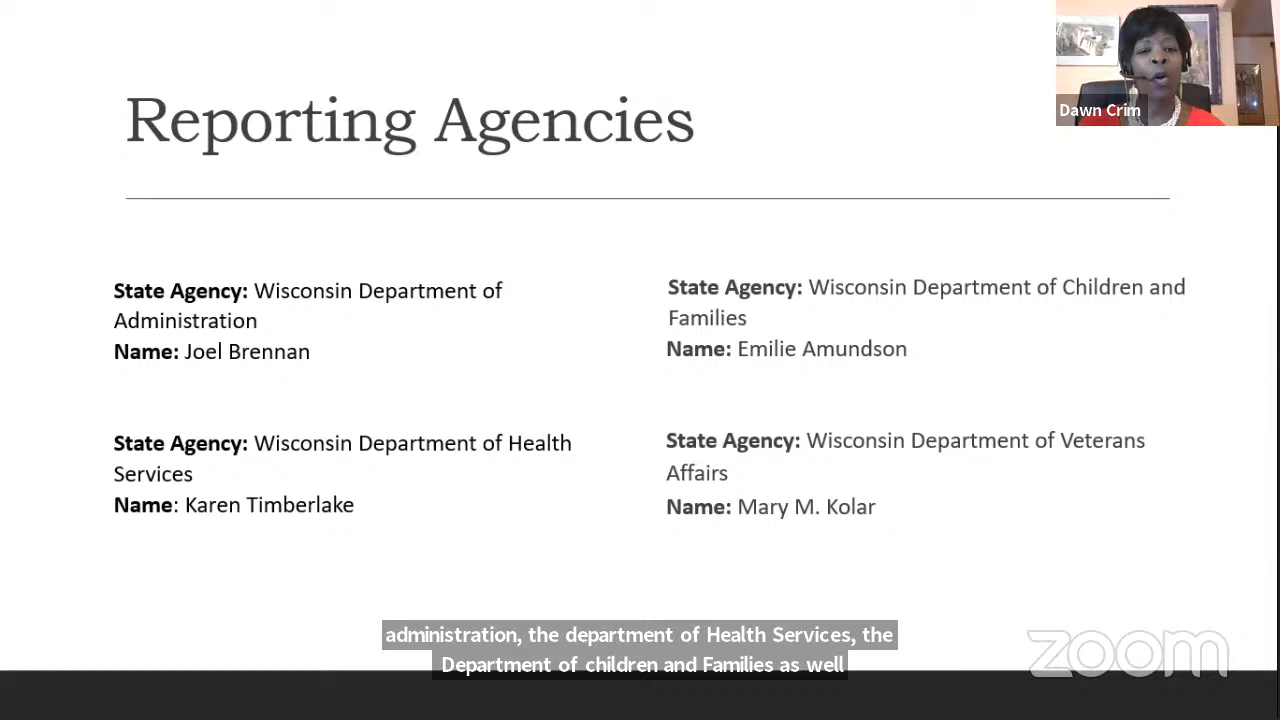 Reporting Agencies
Dawn Crim
State Agency: Wisconsin Department of
Administration
Name: Joel Brennan
State Agency: Wisconsin Department of Children and
Families
Name: Emilie Amundson
State Agency: Wisconsin Department of Health
Services
Name: Karen Timberlake
State Agency: Wisconsin Department of Veterans
Affairs
Name: Mary M. Kolar
administration, the department of Health Services, the
Department of children and Families as well
zoom